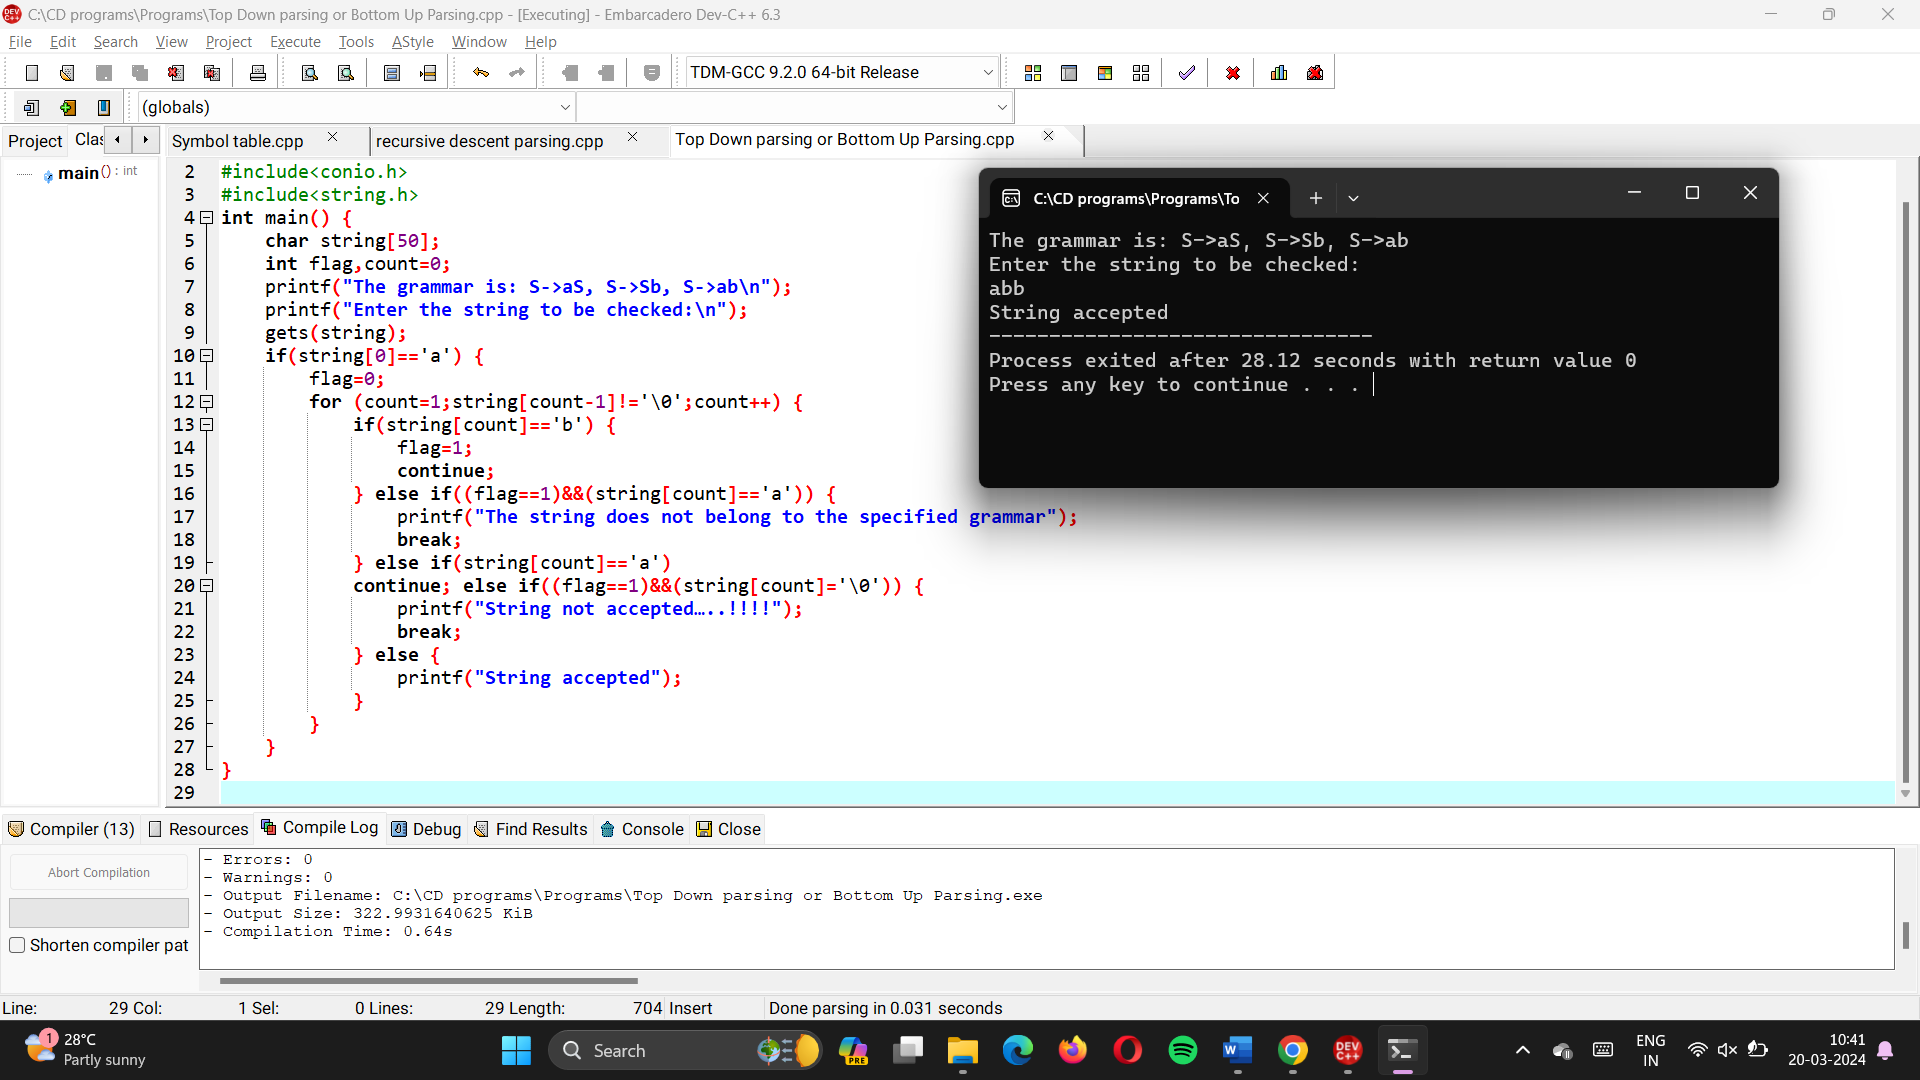 C:\CD programs\Programs\Top Down parsing or Bottom Up Parsing.cpp - [Executing] - Embarcadero Dev-C++ 6.3
File Edit Search View Project Execute Tools AStyle Window Help
TDM-GCC 9.2.0 64-bit Release
(globals)
Project Clas Symbol table.cpp recursive descent parsing.cpp Top Down parsing or Bottom Up Parsing.cpp
main() : int
2 #include<conio.h>
3 #include<string.h>
4 int main() {
5 char string[50];
6 int flag,count=0;
7 printf("The grammar is: S->aS, S->Sb, S->ab\n");
8 printf("Enter the string to be checked:\n");
9 gets(string);
10 if(string[0]=='a') {
11 flag=0;
12 for (count=1;string[count-1]!='\0';count++) {
13 if(string[count]=='b') {
14 flag=1;
15 continue;
16 } else if((flag==1)&&(string[count]=='a')) {
17 printf("The string does not belong to the specified grammar");
18 break;
19 } else if(string[count]=='a')
20 continue; else if((flag==1)&&(string[count]='\0')) {
21 printf("String not accepted…..!!!!");
22 break;
23 } else {
24 printf("String accepted");
25 }
26 }
27 }
28 }
29
C:\CD programs\Programs\To
The grammar is: S->aS, S->Sb, S->ab
Enter the string to be checked:
abb
String accepted
--------------------------------
Process exited after 28.12 seconds with return value 0
Press any key to continue . . .
Compiler (13) Resources Compile Log Debug Find Results Console Close
Abort Compilation
Shorten compiler pat
- Errors: 0
- Warnings: 0
- Output Filename: C:\CD programs\Programs\Top Down parsing or Bottom Up Parsing.exe
- Output Size: 322.9931640625 KiB
- Compilation Time: 0.64s
Line: 29 Col: 1 Sel: 0 Lines: 29 Length: 704 Insert Done parsing in 0.031 seconds
1
28°C
Partly sunny
Search
PRE
DEV C++
ENG
IN
10:41
20-03-2024